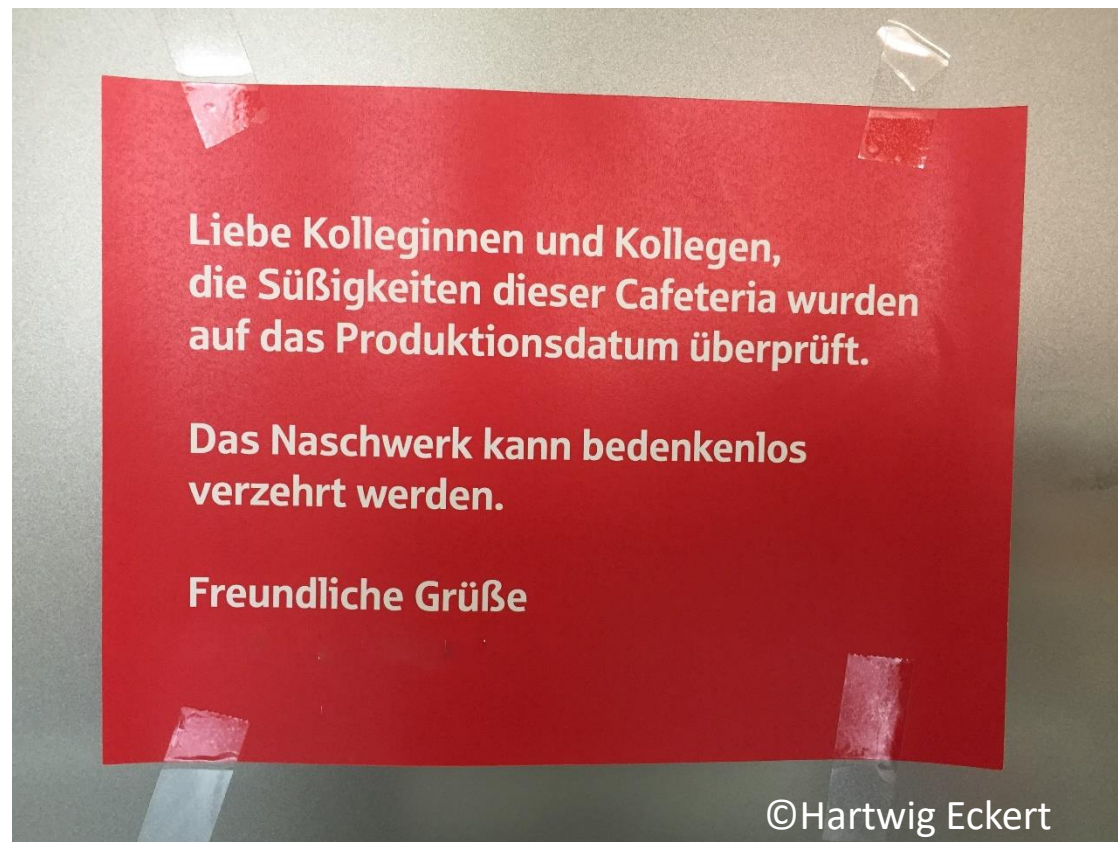 Liebe Kolleginnen und Kollegen,
die Süßigkeiten dieser Cafeteria wurden
auf das Produktionsdatum überprüft.
Das Naschwerk kann bedenkenlos
verzehrt werden.
Freundliche Grüße
©Hartwig Eckert